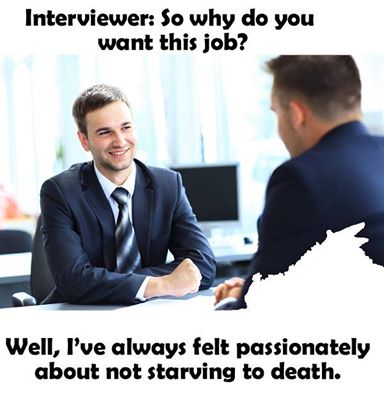 Interviewer: So why do you
want this job?
Well, I've always felt passionately
about not starving to death.